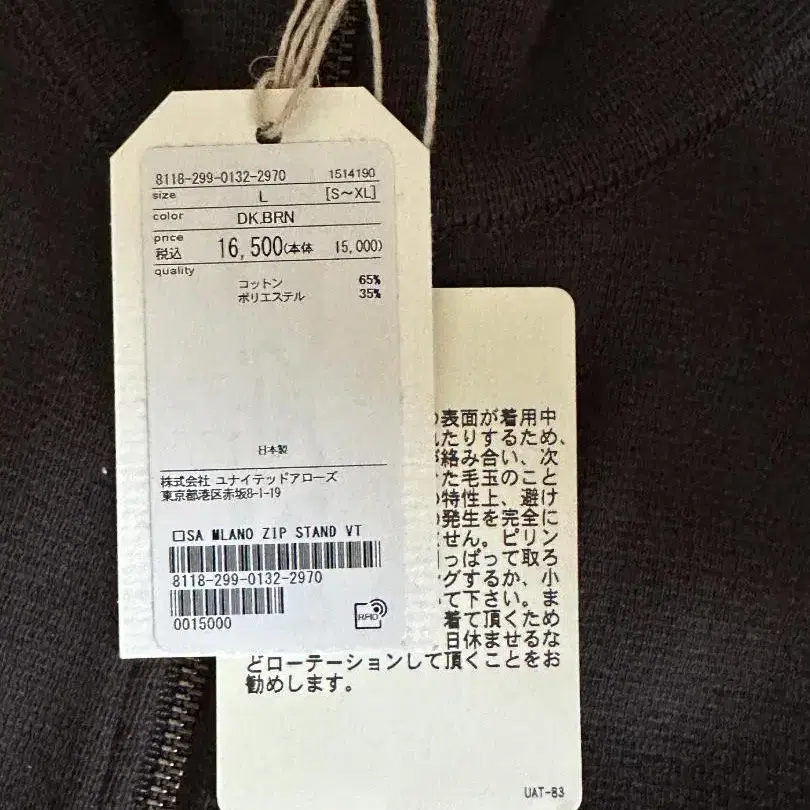 8118-299-0132-2970 1514190
size L [S～XL]
color DK.BRN
price
税込 16,500(本体 15,000)
quality
コットン 65%
ポリエステル 35%
日本製
株式会社 ユナイテッドアローズ
東京都港区赤坂8-1-19
□SA MLANO ZIP STAND VT
8118-299-0132-2970
0015000
RFID
表面が着用中
たりするため、
絡み合い、次
た毛玉のこと
特性上、避け
発生を完全に
せん。ピリン
っぱって取ろ
グするか、小
て下さい。ま
着て頂くため
日休ませるな
どローテーションして頂くことをお
勧めします。
UAT-83